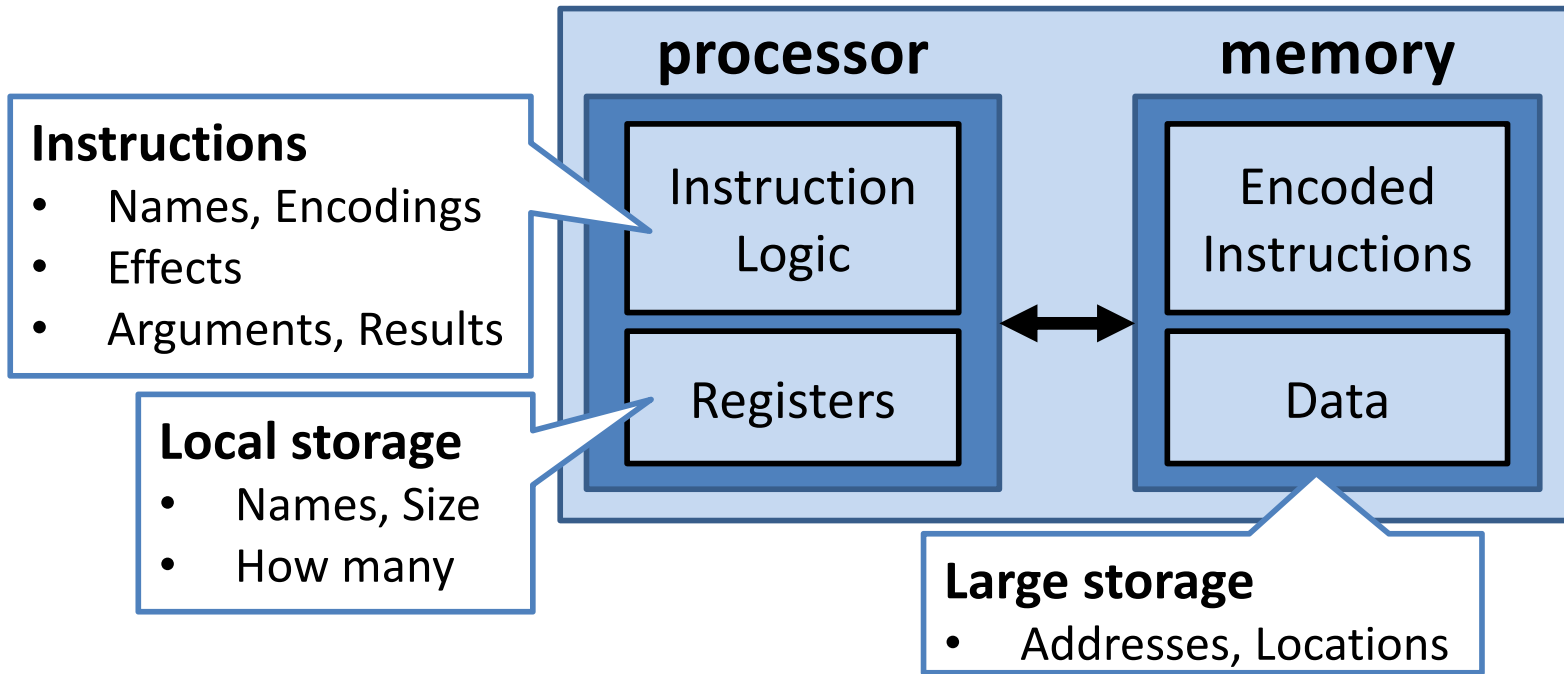 processor
memory
Instructions
• Names, Encodings
• Effects
• Arguments, Results
Instruction
Logic
Encoded
Instructions
Registers
Data
Local storage
• Names, Size
• How many
Large storage
• Addresses, Locations